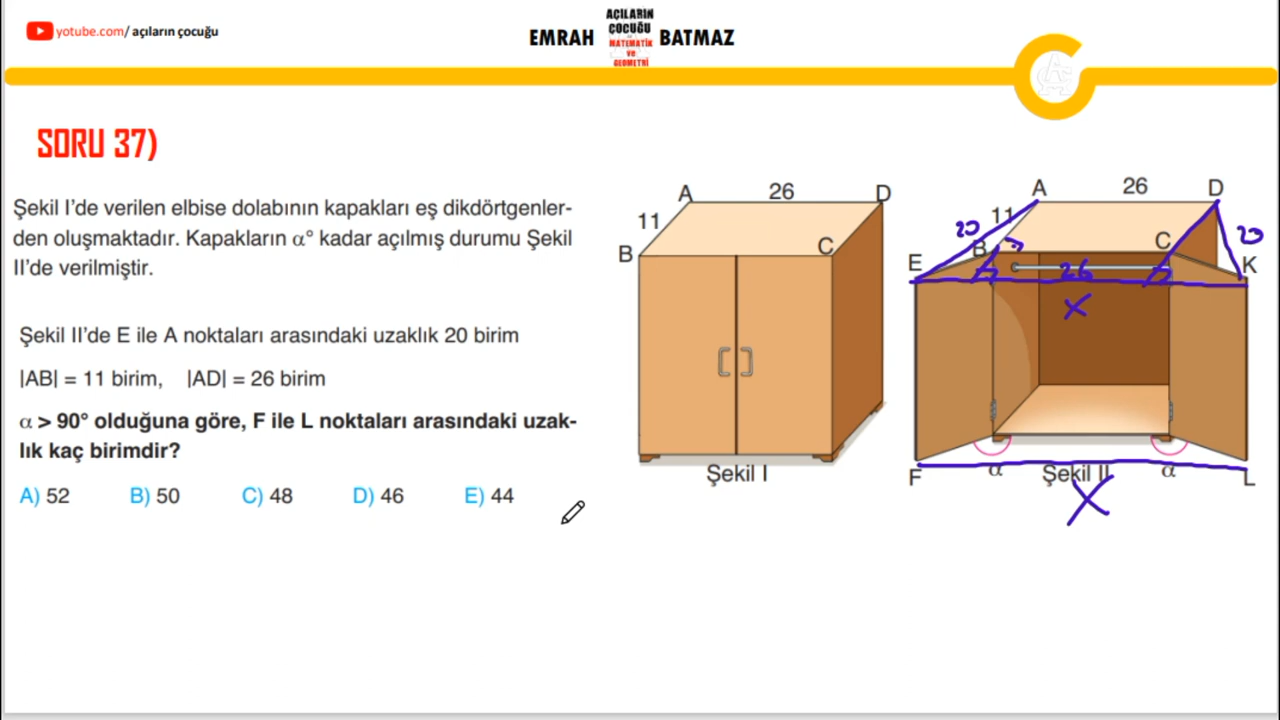 yotube.com/ açıların çocuğu
EMRAH
AÇILARIN
ÇOCUĞU
MATEMATİK
ve
GEOMETRİ
BATMAZ
SORU 37)
Şekil I'de verilen elbise dolabının kapakları eş dikdörtgenler-
den oluşmaktadır. Kapakların α° kadar açılmış durumu Şekil
II'de verilmiştir.
Şekil II'de E ile A noktaları arasındaki uzaklık 20 birim
|AB| = 11 birim, |AD| = 26 birim
α > 90° olduğuna göre, F ile L noktaları arasındaki uzak-
lık kaç birimdir?
A) 52 B) 50 C) 48 D) 46 E) 44
A 26 D
11
B C
Şekil I
A 26 D
11
20 20
B C
E K
26
X
F α Şekil II α L
X